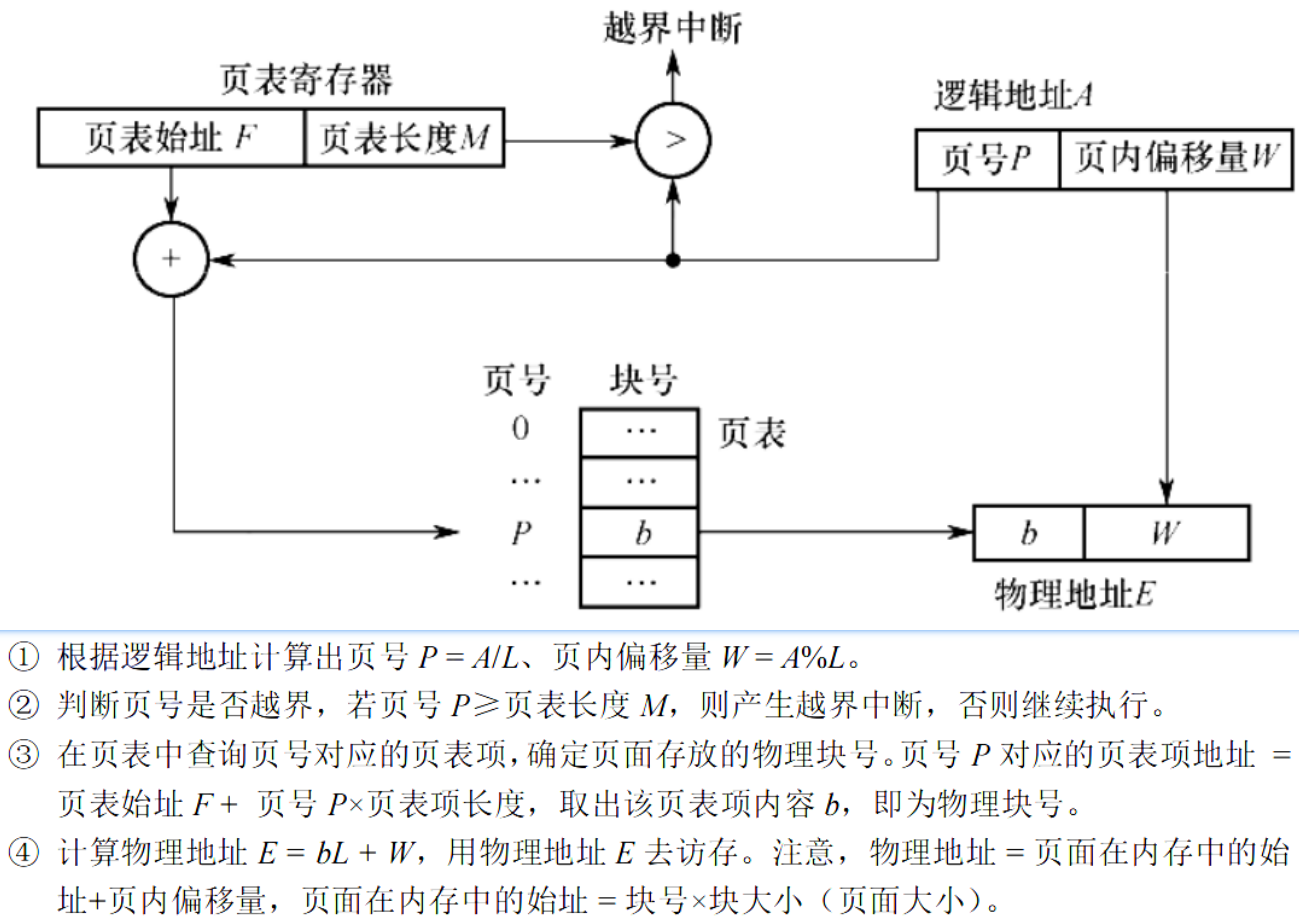 越界中断
页表寄存器
逻辑地址A
页表始址 F
页表长度M
>
页号P
页内偏移量W
+
页号
块号
0
…
页表
…
…
P
b
b
W
…
…
物理地址E
① 根据逻辑地址计算出页号 P = A/L、页内偏移量 W = A%L。
② 判断页号是否越界，若页号 P≥页表长度 M，则产生越界中断，否则继续执行。
③ 在页表中查询页号对应的页表项，确定页面存放的物理块号。页号 P 对应的页表项地址 =
页表始址 F + 页号 P×页表项长度，取出该页表项内容 b，即为物理块号。
④ 计算物理地址 E = bL + W，用物理地址 E 去访存。注意，物理地址 = 页面在内存中的始
址+页内偏移量，页面在内存中的始址 = 块号×块大小（页面大小）。